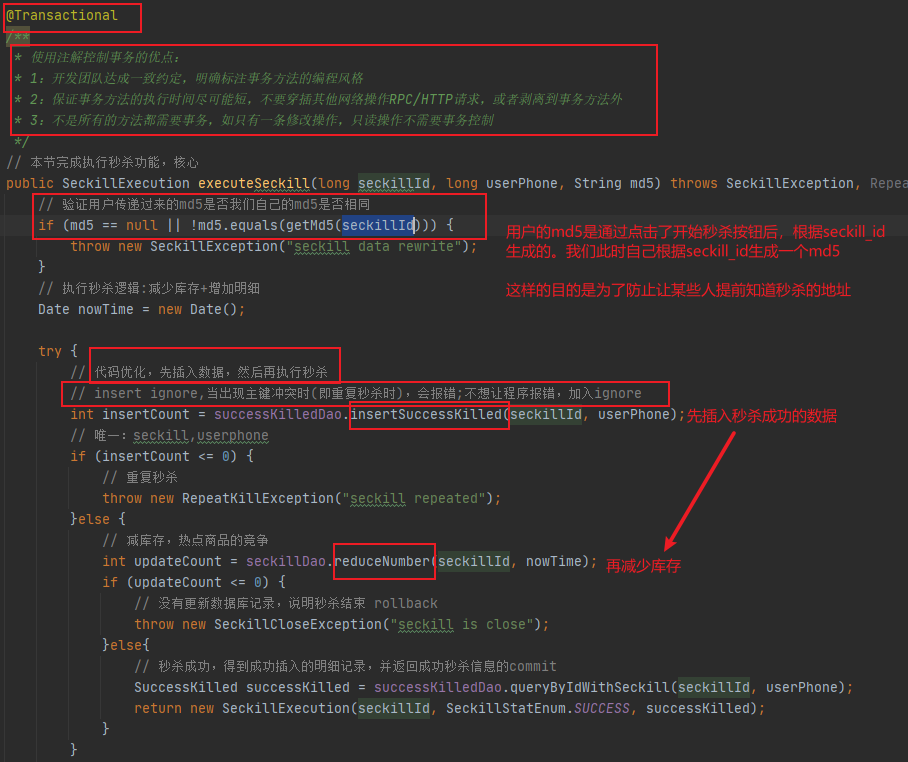 @Transactional
/**
* 使用注解控制事务的优点:
* 1: 开发团队达成一致约定, 明确标注事务方法的编程风格
* 2: 保证事务方法的执行时间尽可能短, 不要穿插其他网络操作RPC/HTTP请求, 或者剥离到事务方法外
* 3: 不是所有的方法都需要事务, 如只有一条修改操作, 只读操作不需要事务控制
*/
// 本节完成执行秒杀功能, 核心
public SeckillExecution executeSeckill(long seckillId, long userPhone, String md5) throws SeckillException, Repea
// 验证用户传递过来的md5是否我们自己的md5是否相同
if (md5 == null || !md5.equals(getMd5(seckillId))) {
用户的md5是通过点击了开始秒杀按钮后, 根据seckill_id
throw new SeckillException("seckill data rewrite");
生成的。我们此时自己根据seckill_id生成一个md5
}
// 执行秒杀逻辑:减少库存+增加明细
这样的目的是为了防止让某些人提前知道秒杀的地址
Date nowTime = new Date();
try {
// 代码优化, 先插入数据, 然后再执行秒杀
// insert ignore,当出现主键冲突时(即重复秒杀时), 会报错;不想让程序报错, 加入ignore
int insertCount = successKilledDao.insertSuccessKilled(seckillId, userPhone); 先插入秒杀成功的数据
// 唯一: seckill,userphone
if (insertCount <= 0) {
// 重复秒杀
throw new RepeatKillException("seckill repeated");
}else {
// 减库存, 热点商品的竞争
int updateCount = seckillDao.reduceNumber(seckillId, nowTime); 再减少库存
if (updateCount <= 0) {
// 没有更新数据库记录, 说明秒杀结束 rollback
throw new SeckillCloseException("seckill is close");
}else{
// 秒杀成功, 得到成功插入的明细记录, 并返回成功秒杀信息的commit
SuccessKilled successKilled = successKilledDao.queryByIdWithSeckill(seckillId, userPhone);
return new SeckillExecution(seckillId, SeckillStatEnum.SUCCESS, successKilled);
}
}